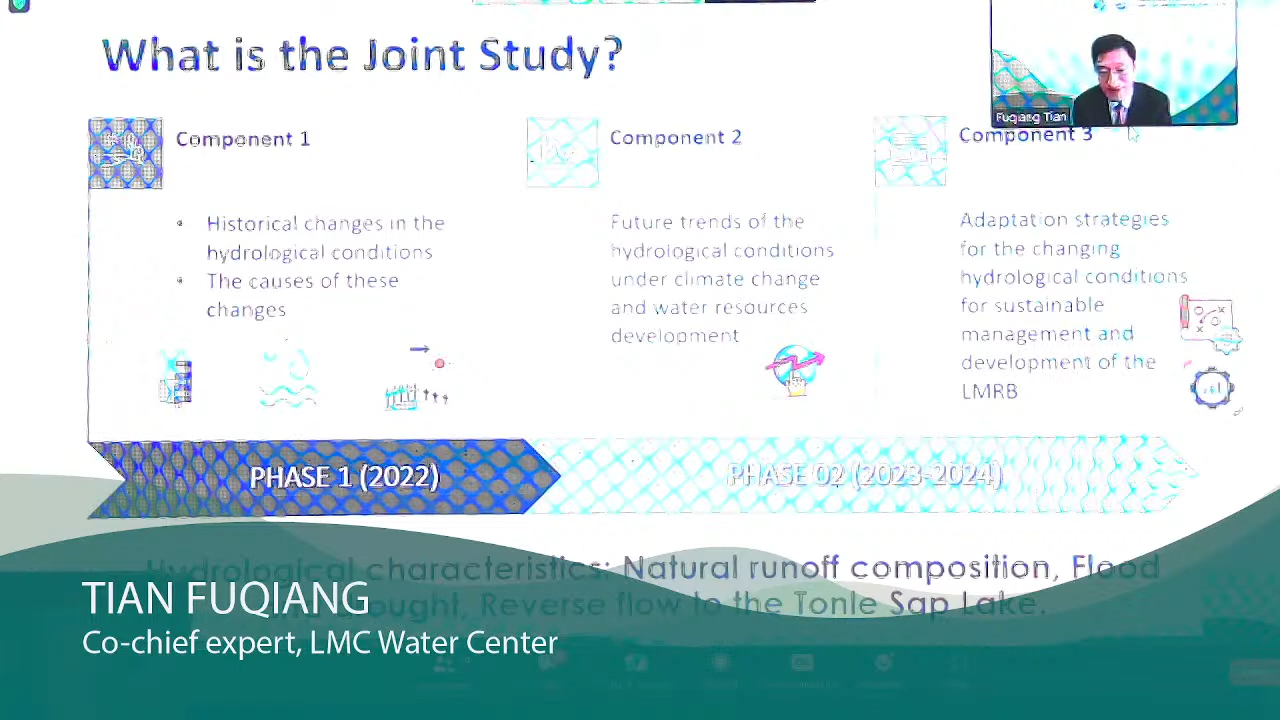 What is the Joint Study?
Fuqiang Tian
Component 1
• Historical changes in the
hydrological conditions
• The causes of these
changes
Component 2
Future trends of the
hydrological conditions
under climate change
and water resources
development
Component 3
Adaptation strategies
for the changing
hydrological conditions
for sustainable
management and
development of the
LMRB
PHASE 1 (2022)
PHASE 02 (2023-2024)
Hydrological characteristics: Natural runoff composition, Flood
Reverse flow to the Tonle Sap Lake.
TIAN FUQIANG
Co-chief expert, LMC Water Center